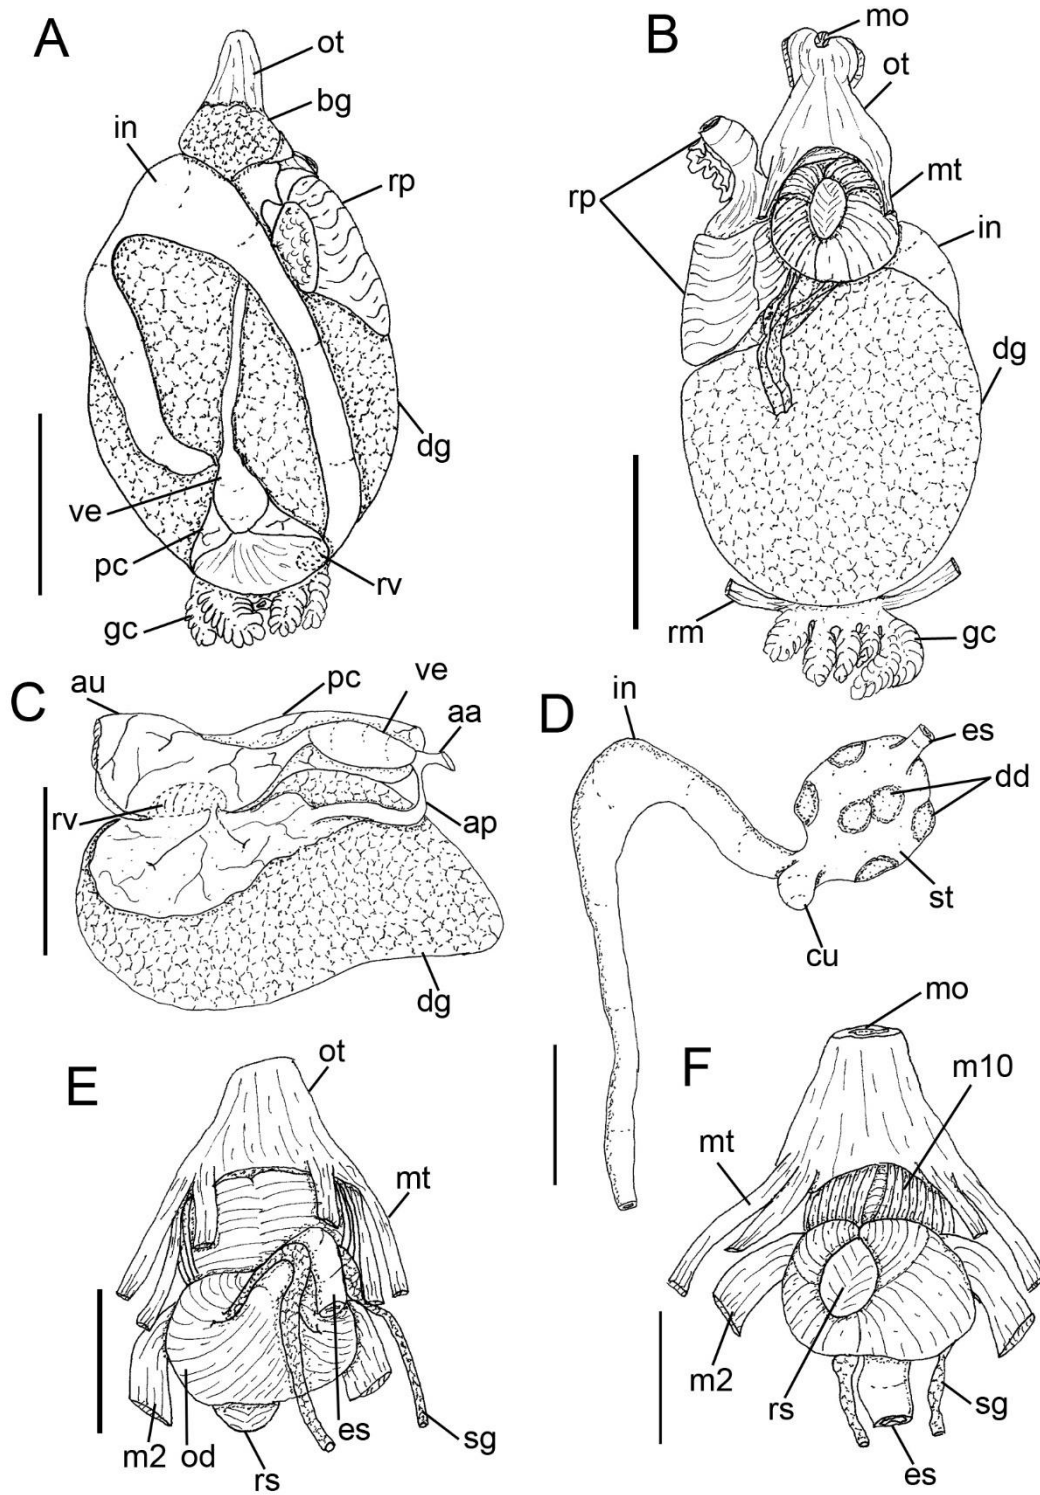 A
ot
bg
in
rp
dg
ve
pc
rv
gc
B
mo
ot
rp
mt
in
dg
rm
gc
C
au
pc
ve
aa
rv
ap
dg
D
in
es
dd
st
cu
E
ot
mt
m2
od
rs
es
sg
F
mo
m10
mt
m2
rs
sg
es